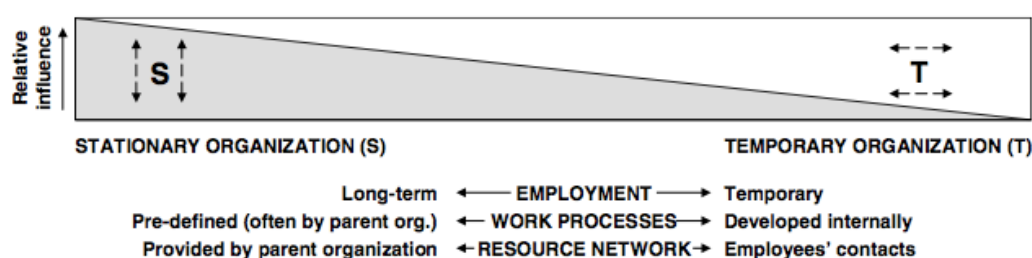 Relative
influence
S
T
STATIONARY ORGANIZATION (S)
TEMPORARY ORGANIZATION (T)
Long-term EMPLOYMENT Temporary
Pre-defined (often by parent org.) WORK PROCESSES Developed internally
Provided by parent organization RESOURCE NETWORK Employees' contacts